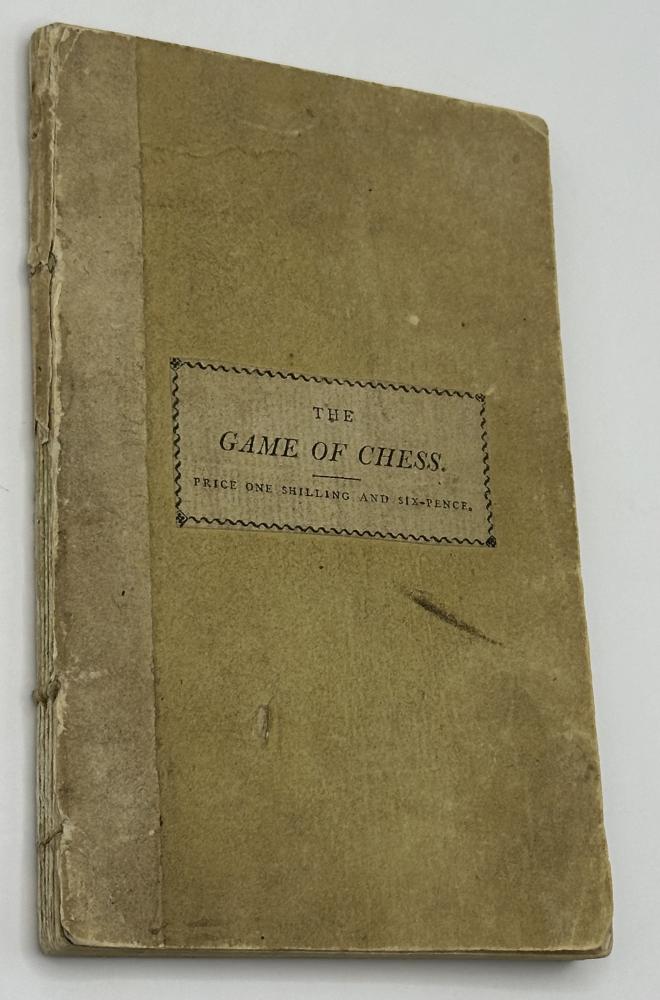 THE
GAME OF CHESS.
PRICE ONE SHILLING AND SIX-PENCE.